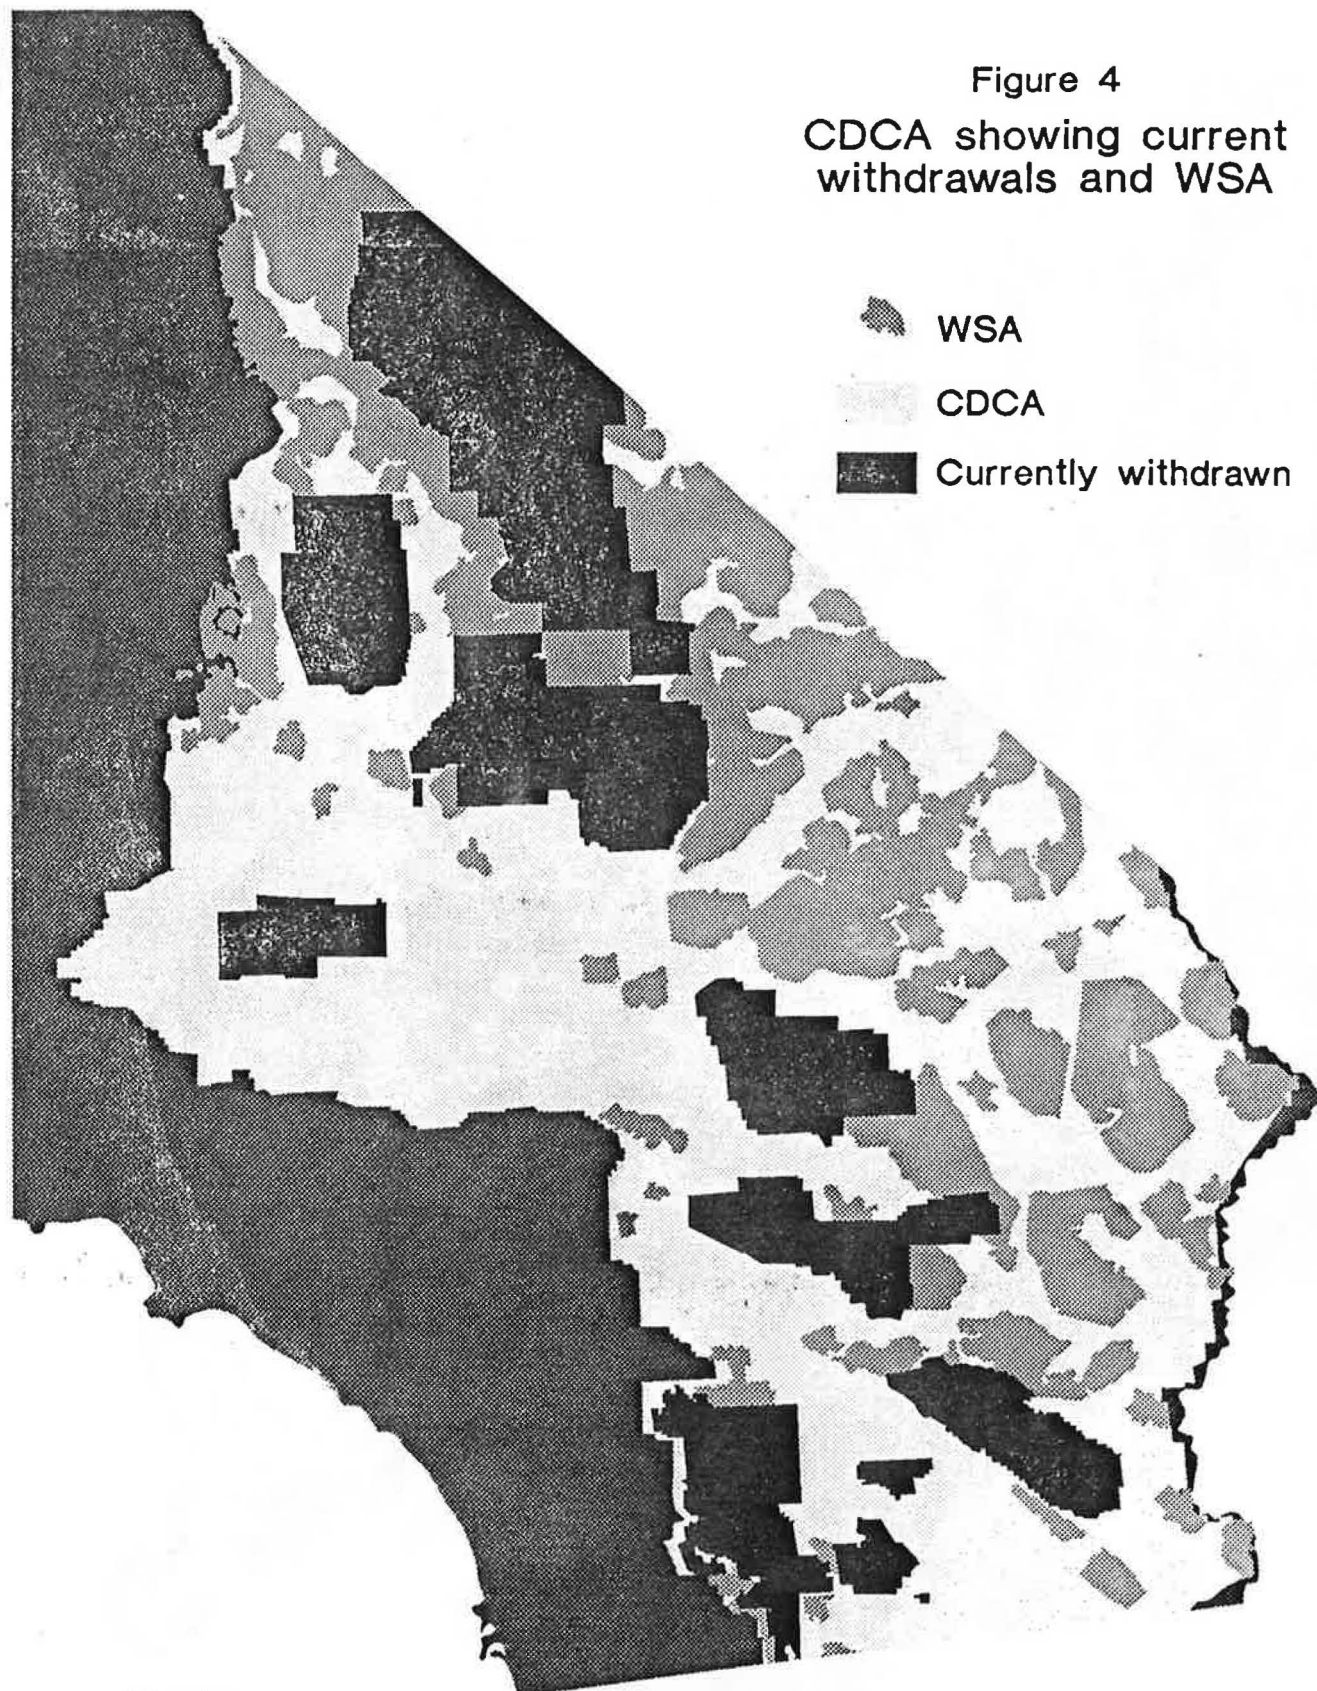 Figure 4
CDCA showing current
withdrawals and WSA
WSA
CDCA
Currently withdrawn